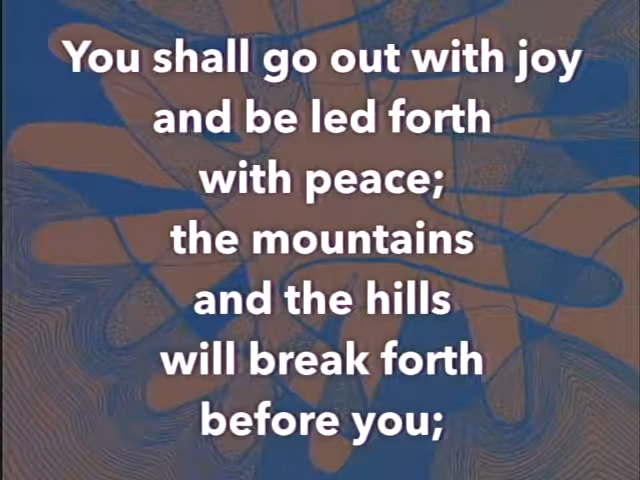 You shall go out with joy
and be led forth
with peace;
the mountains
and the hills
will break forth
before you;